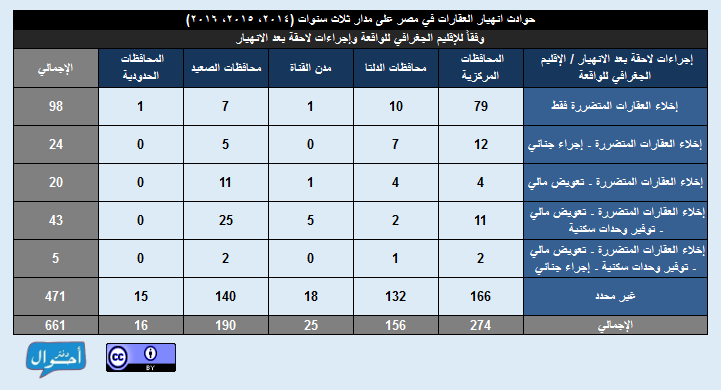 حوادث انهيار العقارات في مصر على مدار ثلاث سنوات (٢٠١٤، ٢٠١٥، ٢٠١٦)
وفقاً للإقليم الجغرافي للواقعة وإجراءات لاحقة بعد الانهيار
إجراءات لاحقة بعد الانهيار / الإقليم الجغرافي للواقعة | المحافظات المركزية | محافظات الدلتا | مدن القناة | محافظات الصعيد | المحافظات الحدودية | الإجمالي
إخلاء العقارات المتضررة فقط | 79 | 10 | 1 | 7 | 1 | 98
إخلاء العقارات المتضررة - إجراء جنائي | 12 | 7 | 0 | 5 | 0 | 24
إخلاء العقارات المتضررة - تعويض مالي | 4 | 4 | 1 | 11 | 0 | 20
إخلاء العقارات المتضررة - تعويض مالي - توفير وحدات سكنية | 11 | 2 | 5 | 25 | 0 | 43
إخلاء العقارات المتضررة - تعويض مالي - توفير وحدات سكنية - إجراء جنائي | 2 | 1 | 0 | 2 | 0 | 5
غير محدد | 166 | 132 | 18 | 140 | 15 | 471
الإجمالي | 274 | 156 | 25 | 190 | 16 | 661
دفتر أحوال
cc BY